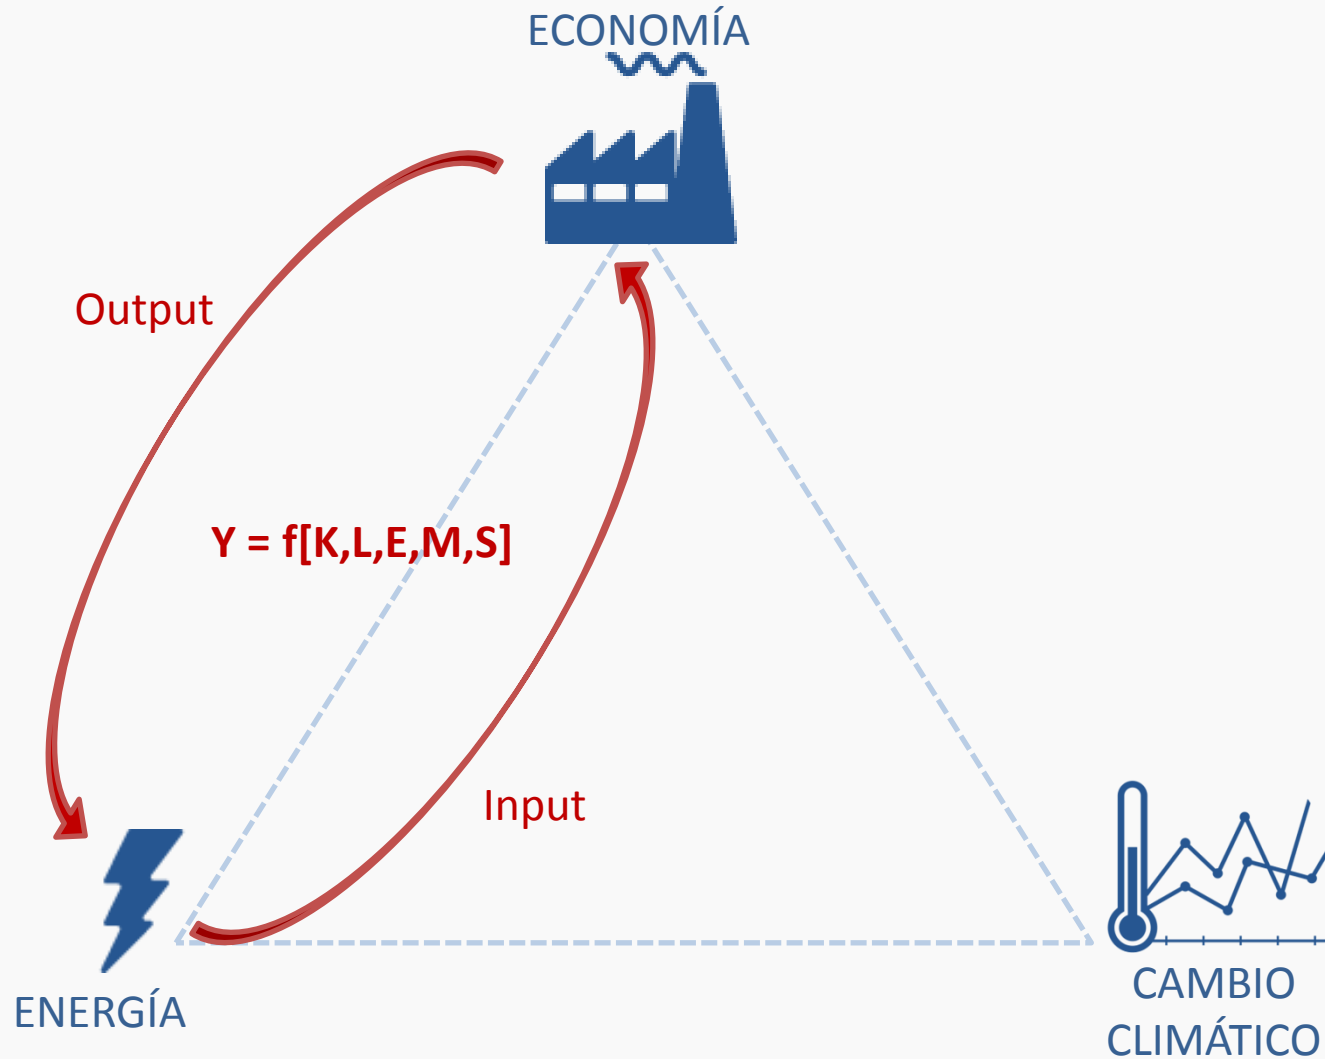 ECONOMÍA
Output
Y = f[K,L,E,M,S]
Input
ENERGÍA
CAMBIO
CLIMÁTICO